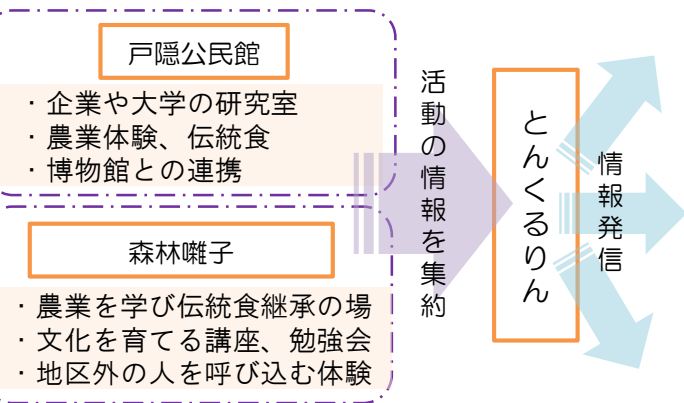 戸隠公民館
・企業や大学の研究室
・農業体験、伝統食
・博物館との連携
森林囃子
・農業を学び伝統食継承の場
・文化を育てる講座、勉強会
・地区外の人を呼び込む体験
活動の情報を集約
とんくるりん
情報発信